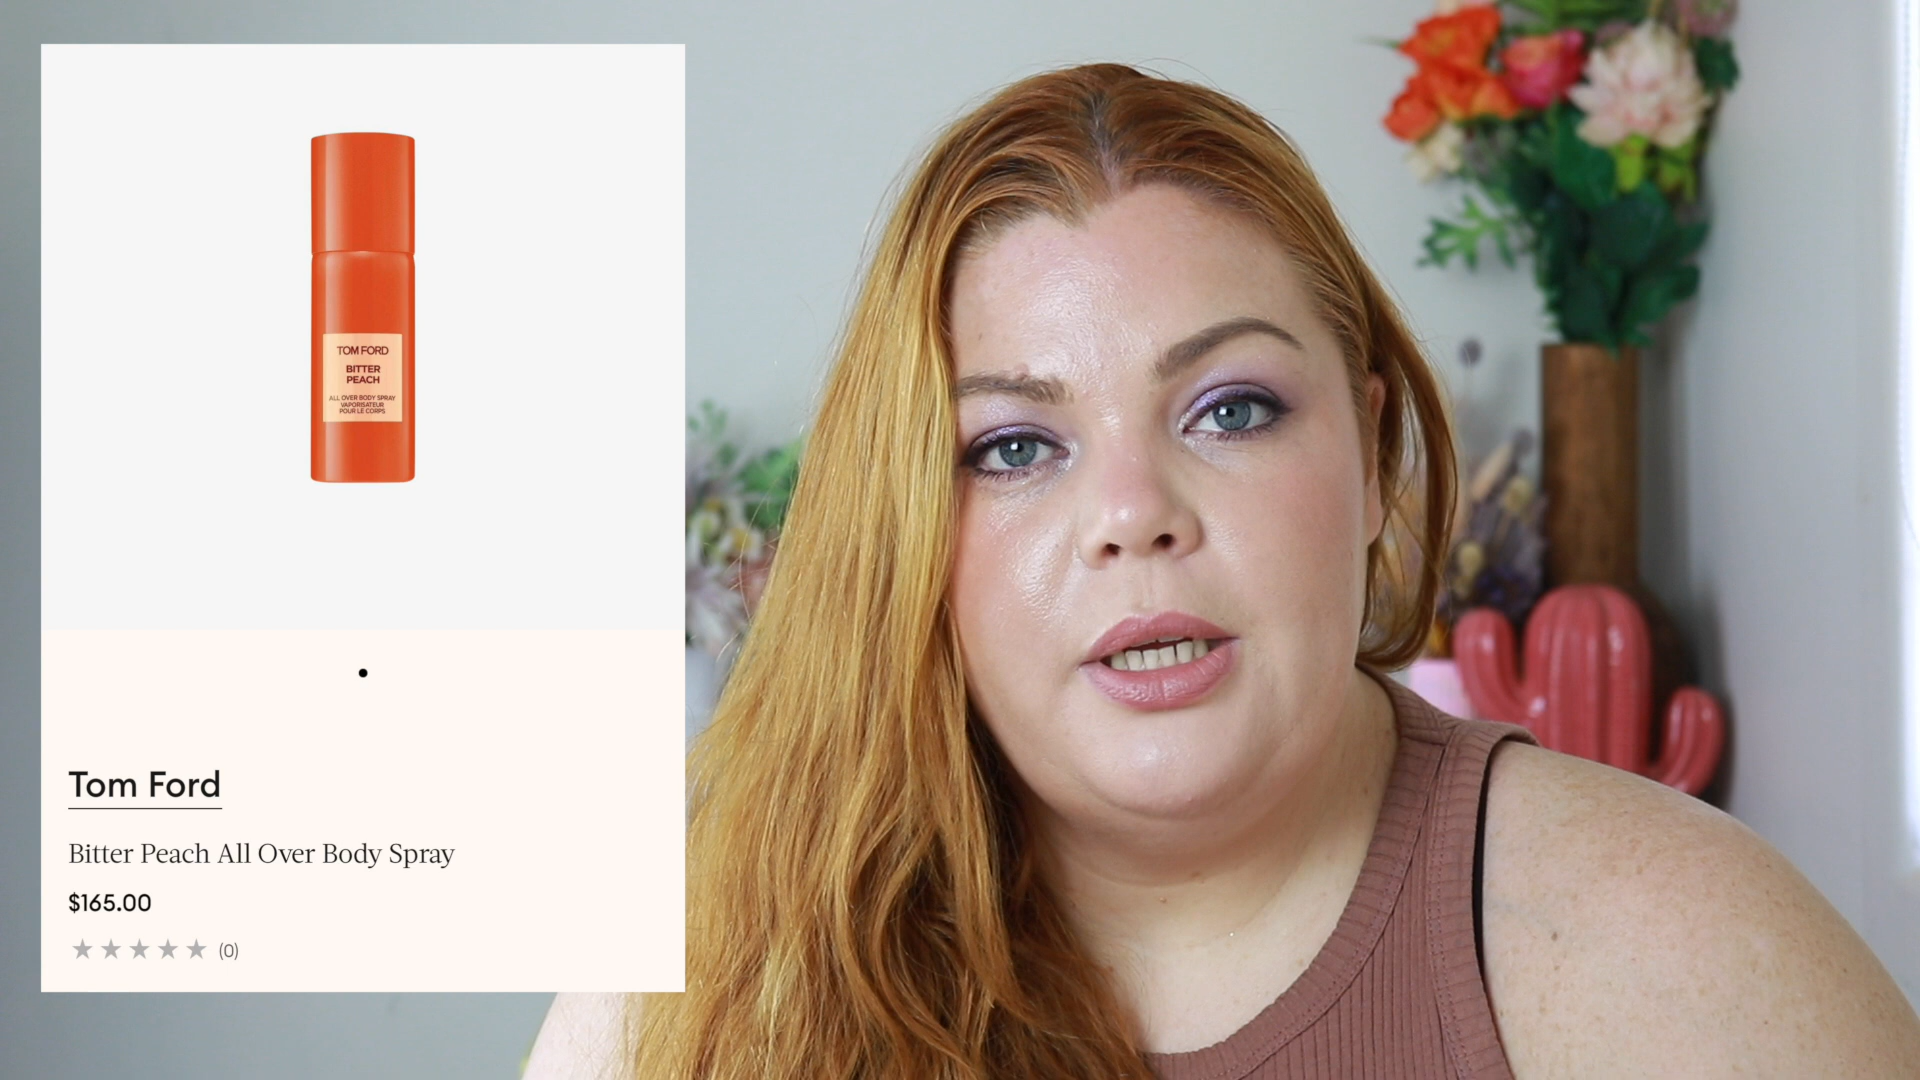 TOM FORD
BITTER
PEACH
ALL OVER BODY SPRAY
VAPORISATEUR
POUR LE CORPS
Tom Ford
Bitter Peach All Over Body Spray
$165.00
(0)